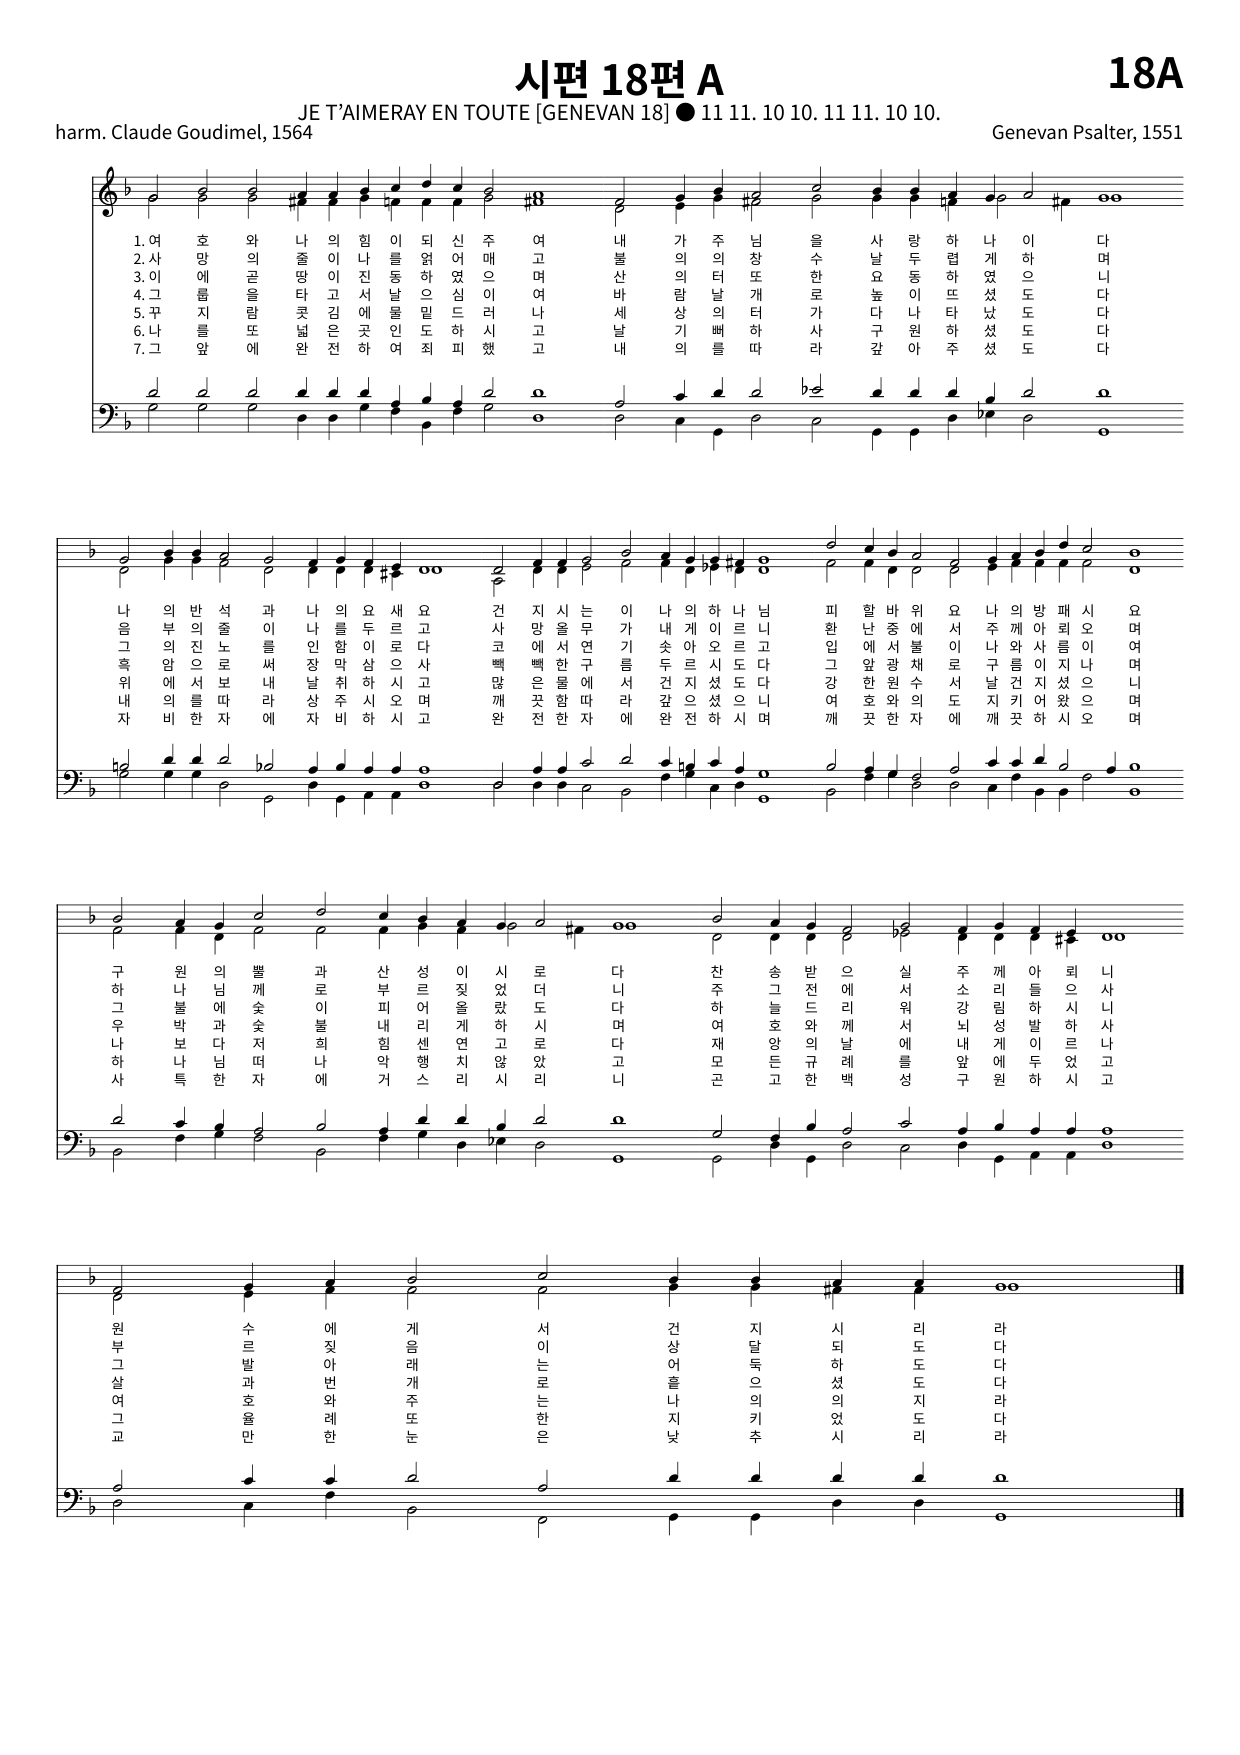 시편 18편 A
18A
JE T’AIMERAY EN TOUTE [GENEVAN 18] ● 11 11. 10 10. 11 11. 10 10.
harm. Claude Goudimel, 1564
Genevan Psalter, 1551
1. 여 호 와 나 의 힘 이 되 신 주 여 내 가 주 님 을 사 랑 하 나 이 다
2. 사 망 의 줄 이 나 를 얽 어 매 고 불 의 의 창 수 날 두 렵 게 하 며
3. 이 에 곧 땅 이 진 동 하 였 으 며 산 의 터 또 한 요 동 하 였 으 니
4. 그 룹 을 타 고 서 날 으 심 이 여 바 람 날 개 로 높 이 뜨 셨 도 다
5. 꾸 지 람 콧 김 에 물 밑 드 러 나 세 상 의 터 가 다 나 타 났 도 다
6. 나 를 또 넓 은 곳 인 도 하 시 고 날 기 뻐 하 사 구 원 하 셨 도 다
7. 그 앞 에 완 전 하 여 죄 피 했 고 내 의 를 따 라 갚 아 주 셨 도 다
나 의 반 석 과 나 의 요 새 요 건 지 시 는 이 나 의 하 나 님 피 할 바 위 요 나 의 방 패 시 요
음 부 의 줄 이 나 를 두 르 고 사 망 올 무 가 내 게 이 르 니 환 난 중 에 서 주 께 아 뢰 오 며
그 의 진 노 를 인 함 이 로 다 코 에 서 연 기 솟 아 오 르 고 입 에 서 불 이 나 와 사 름 이 여
흑 암 으 로 써 장 막 삼 으 사 빽 빽 한 구 름 두 르 시 도 다 그 앞 광 채 로 구 름 이 지 나 며
위 에 서 보 내 날 취 하 시 고 많 은 물 에 서 건 지 셨 도 다 강 한 원 수 서 날 건 지 셨 으 니
내 의 를 따 라 상 주 시 오 며 깨 끗 함 따 라 갚 으 셨 으 니 여 호 와 의 도 지 키 어 왔 으 며
자 비 한 자 에 자 비 하 시 고 완 전 한 자 에 완 전 하 시 며 깨 끗 한 자 에 깨 끗 하 시 오 며
구 원 의 뿔 과 산 성 이 시 로 다 찬 송 받 으 실 주 께 아 뢰 니
하 나 님 께 로 부 르 짖 었 더 니 주 그 전 에 서 소 리 들 으 사
그 불 에 숯 이 피 어 올 랐 도 다 하 늘 드 리 워 강 림 하 시 니
우 박 과 숯 불 내 리 게 하 시 며 여 호 와 께 서 뇌 성 발 하 사
나 보 다 저 희 힘 센 연 고 로 다 재 앙 의 날 에 내 게 이 르 나
하 나 님 떠 나 악 행 치 않 았 고 모 든 규 례 를 앞 에 두 었 고
사 특 한 자 에 거 스 리 시 리 니 곤 고 한 백 성 구 원 하 시 고
원 수 에 게 서 건 지 시 리 라
부 르 짖 음 이 상 달 되 도 다
그 발 아 래 는 어 둑 하 도 다
살 과 번 개 로 흩 으 셨 도 다
여 호 와 주 는 나 의 의 지 라
그 율 례 또 한 지 키 었 도 다
교 만 한 눈 은 낮 추 시 리 라